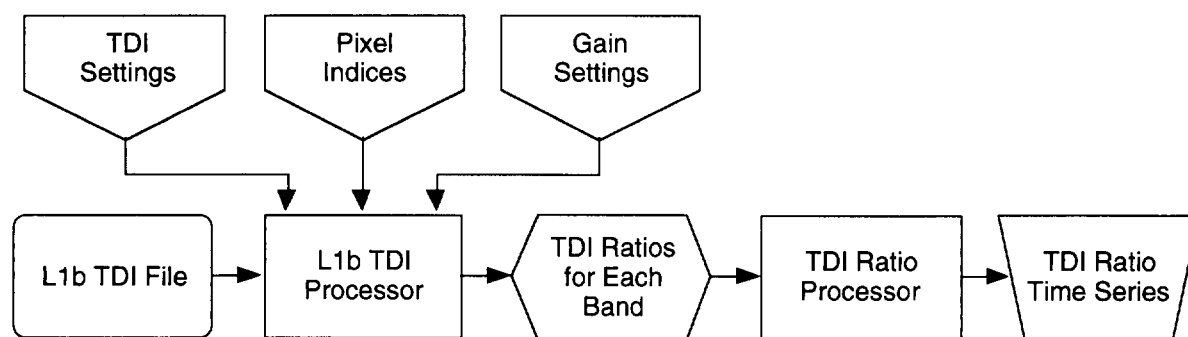 TDI
Settings
Pixel
Indices
Gain
Settings
L1b TDI File
L1b TDI
Processor
TDI Ratios
for Each
Band
TDI Ratio
Processor
TDI Ratio
Time Series